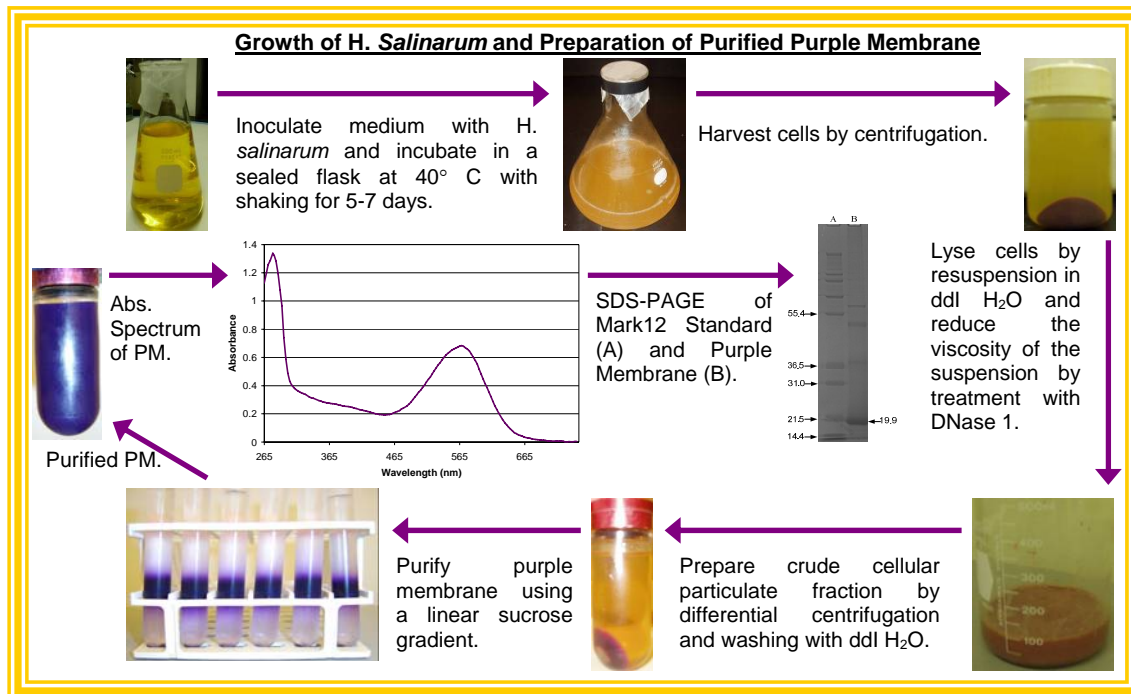 Growth of H. Salinarum and Preparation of Purified Purple Membrane
Inoculate medium with H.
salinarum and incubate in a
sealed flask at 40° C with
shaking for 5-7 days.
Harvest cells by centrifugation.
Lyse cells by
resuspension in
ddI H₂O and
reduce the
viscosity of the
suspension by
treatment with
DNase 1.
Prepare crude cellular
particulate fraction by
differential centrifugation
and washing with ddI H₂O.
Purify purple
membrane using
a linear sucrose
gradient.
Purified PM.
Abs.
Spectrum
of PM.
Absorbance
1.4
1.2
1
0.8
0.6
0.4
0.2
0
265 365 465 565 665
Wavelength (nm)
SDS-PAGE of
Mark12 Standard
(A) and Purple
Membrane (B).
A B
55,4
36,5
31.0
21,5
14.4
19,9
400
300
200
100